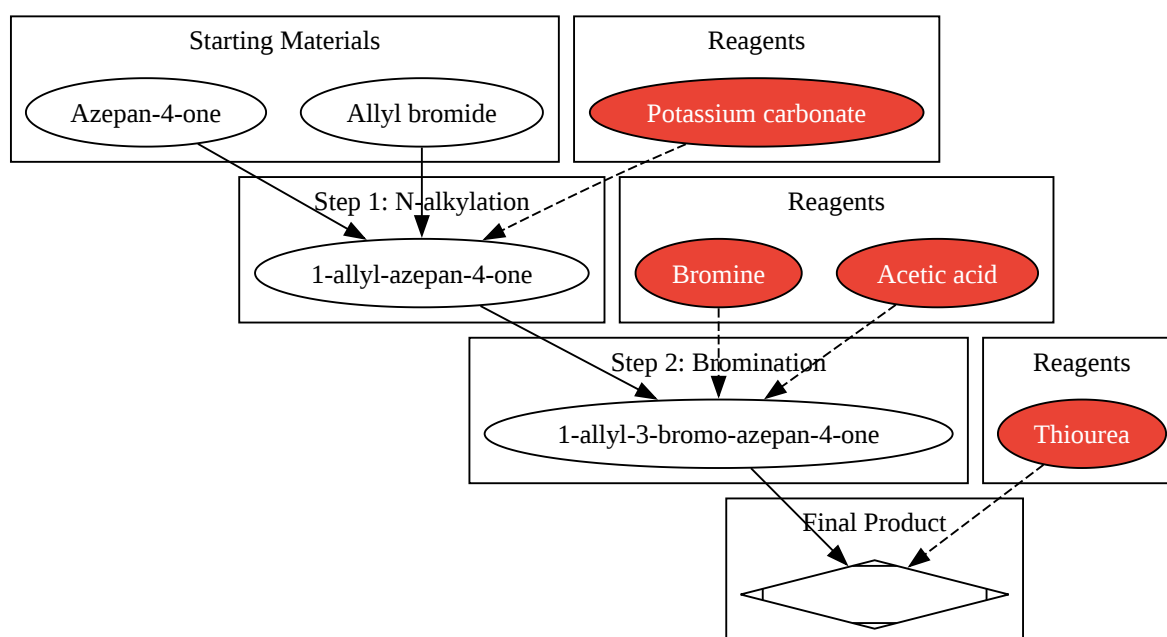 Starting Materials
Reagents
Azepan-4-one
Allyl bromide
Potassium carbonate
Step 1: N-alkylation
Reagents
1-allyl-azepan-4-one
Bromine
Acetic acid
Step 2: Bromination
Reagents
1-allyl-3-bromo-azepan-4-one
Thiourea
Final Product